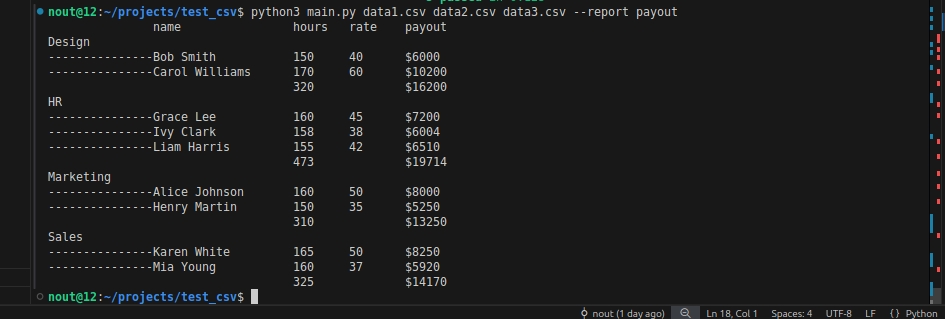 nout@12:~/projects/test_csv$ python3 main.py data1.csv data2.csv data3.csv --report payout
name hours rate payout
Design
---------------Bob Smith 150 40 $6000
---------------Carol Williams 170 60 $10200
320 $16200
HR
---------------Grace Lee 160 45 $7200
---------------Ivy Clark 158 38 $6004
---------------Liam Harris 155 42 $6510
473 $19714
Marketing
---------------Alice Johnson 160 50 $8000
---------------Henry Martin 150 35 $5250
310 $13250
Sales
---------------Karen White 165 50 $8250
---------------Mia Young 160 37 $5920
325 $14170
nout@12:~/projects/test_csv$
nout (1 day ago) Ln 18, Col 1 Spaces: 4 UTF-8 LF {} Python